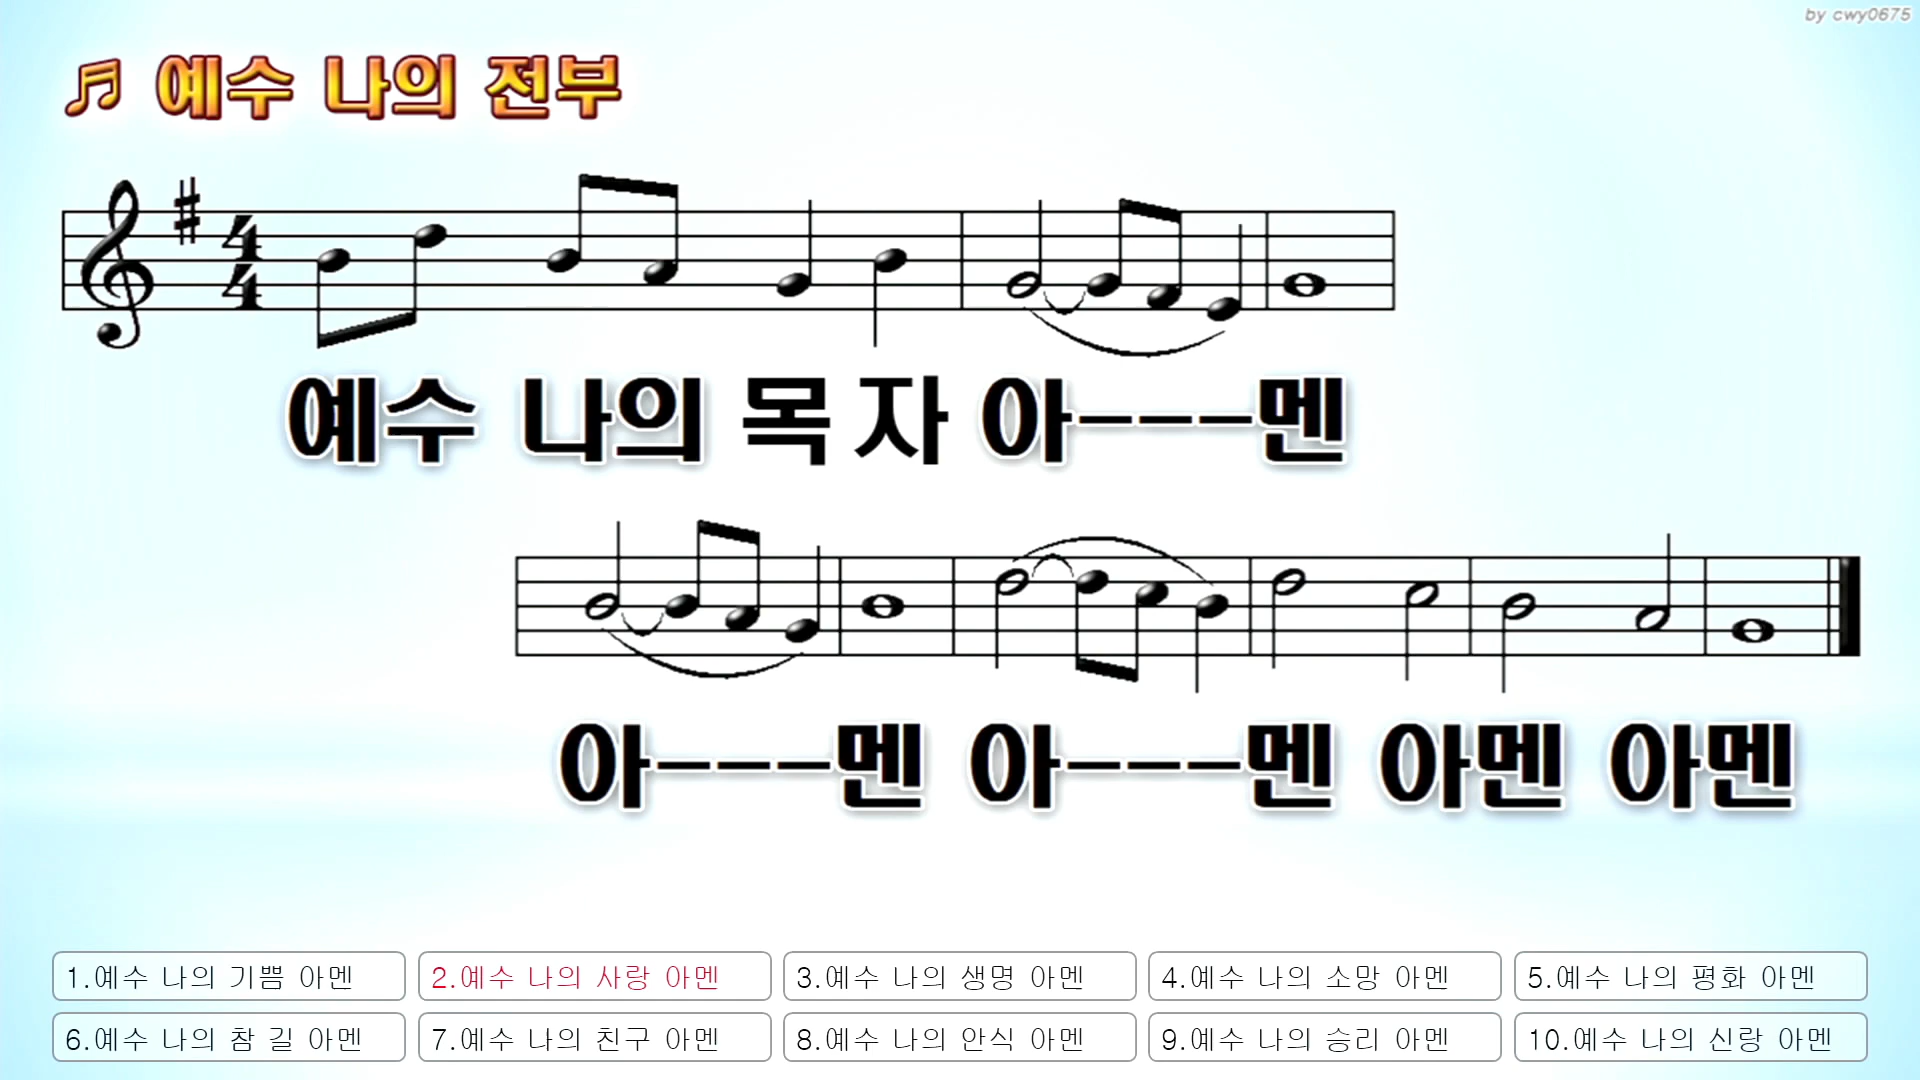 by cwy0675
예수 나의 전부
4
4
예수 나의 목자 아---멘
아---멘 아---멘 아멘 아멘
1.예수 나의 기쁨 아멘
2.예수 나의 사랑 아멘
3.예수 나의 생명 아멘
4.예수 나의 소망 아멘
5.예수 나의 평화 아멘
6.예수 나의 참 길 아멘
7.예수 나의 친구 아멘
8.예수 나의 안식 아멘
9.예수 나의 승리 아멘
10.예수 나의 신랑 아멘